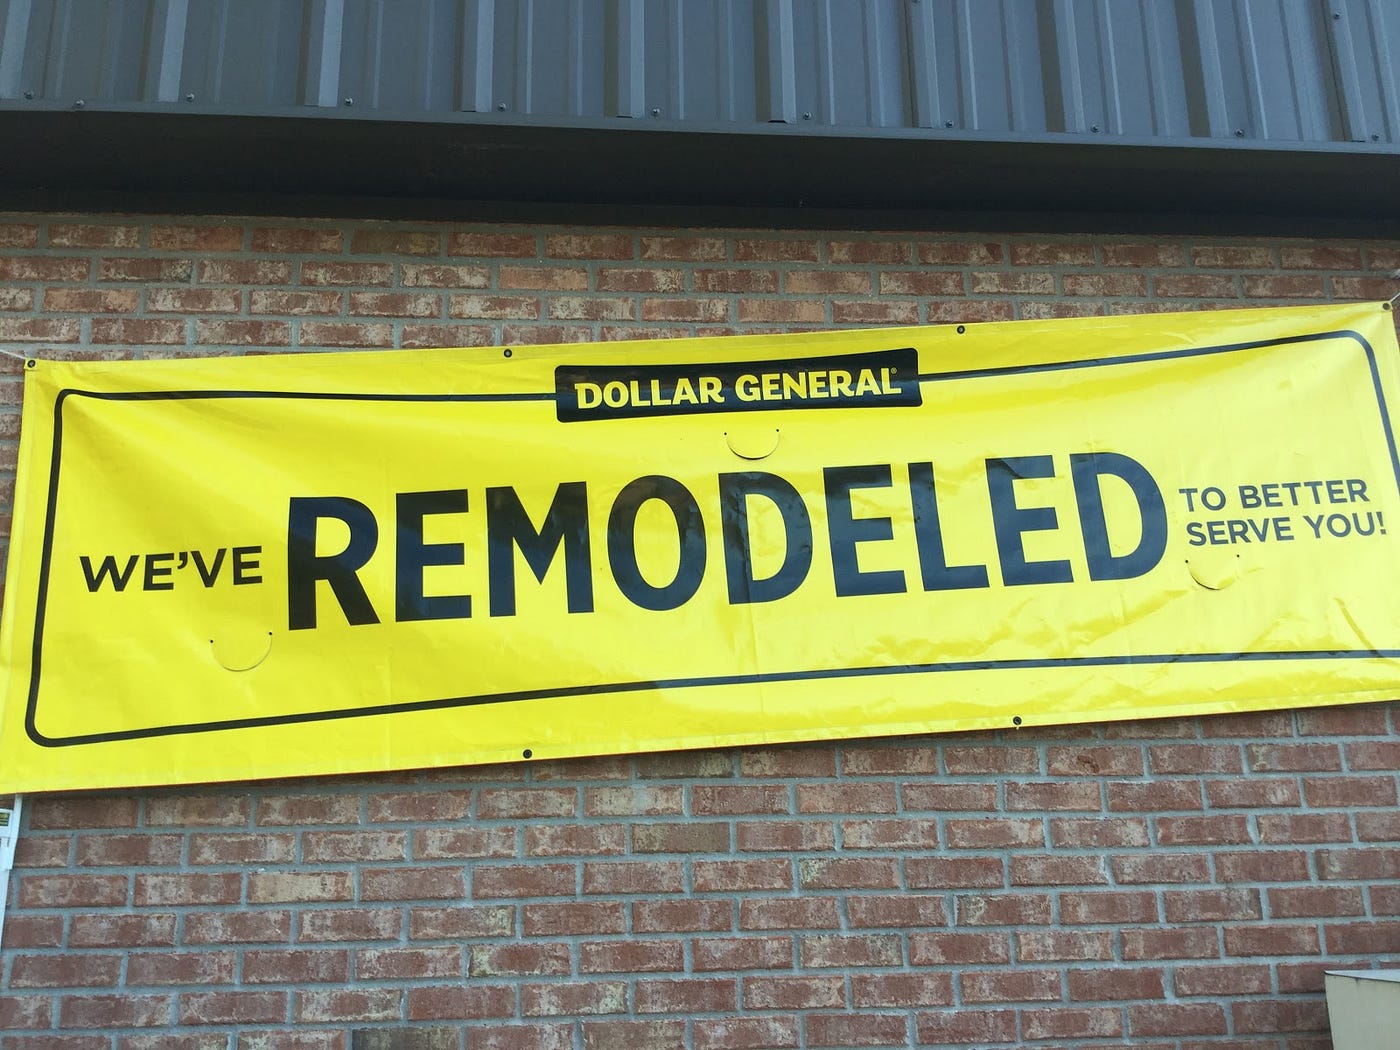 DOLLAR GENERAL®
WE'VE REMODELED TO BETTER
SERVE YOU!